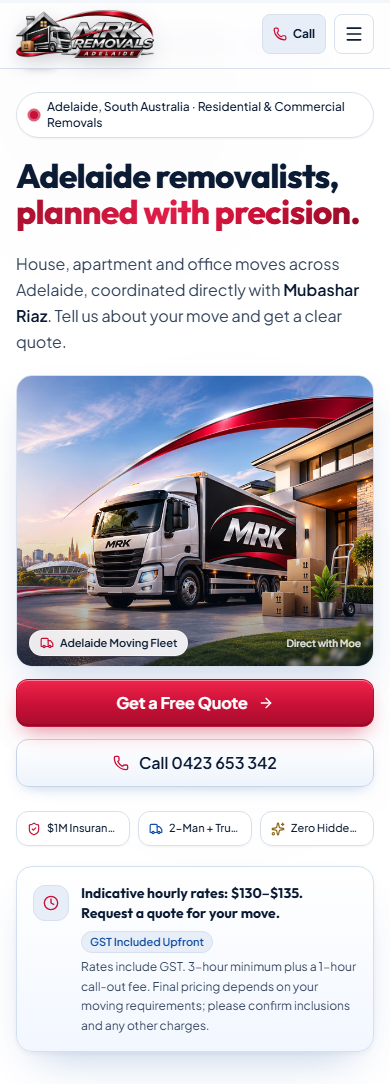 MRK
REMOVALS
ADELAIDE
Call
Adelaide, South Australia · Residential & Commercial
Removals
Adelaide removalists,
planned with precision.
House, apartment and office moves across
Adelaide, coordinated directly with Mubashar
Riaz. Tell us about your move and get a clear
quote.
MRK
MRK
Adelaide Moving Fleet
Direct with Moe
Get a Free Quote →
Call 0423 653 342
$1M Insuran...
2-Man + Tru...
Zero Hidde...
Indicative hourly rates: $130–$135.
Request a quote for your move.
GST Included Upfront
Rates include GST. 3-hour minimum plus a 1-hour
call-out fee. Final pricing depends on your
moving requirements; please confirm inclusions
and any other charges.